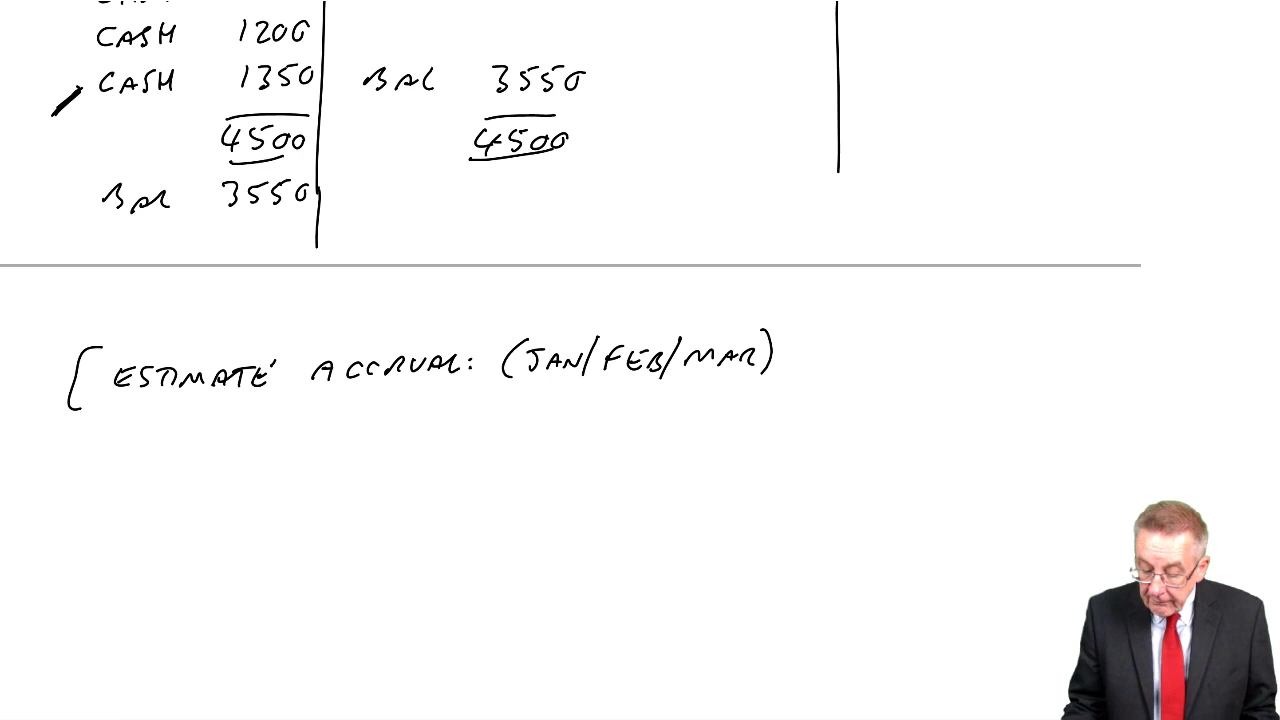 CASH 1200
CASH 1350 BAL 3550
4500 4500
BAL 3550
ESTIMATE ACCRUAL: (JAN/FEB/MAR)